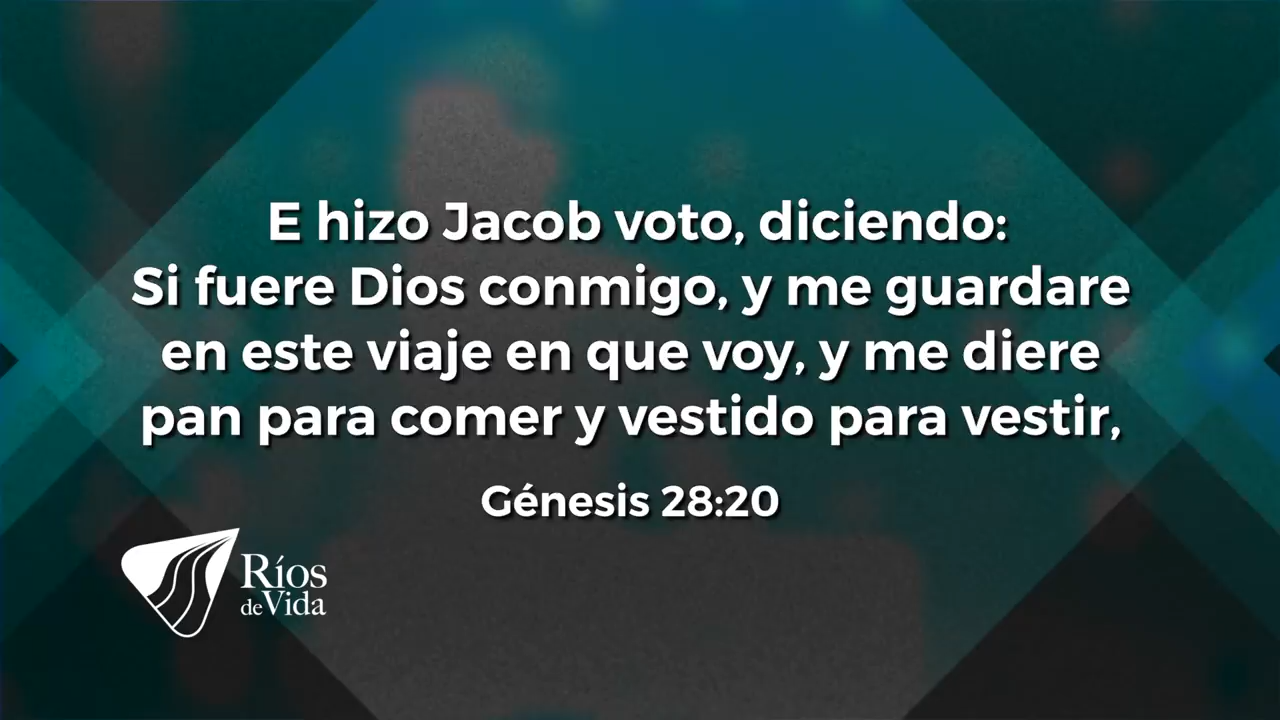 E hizo Jacob voto, diciendo:
Si fuere Dios conmigo, y me guardare
en este viaje en que voy, y me diere
pan para comer y vestido para vestir,
Génesis 28:20
Ríos
de Vida